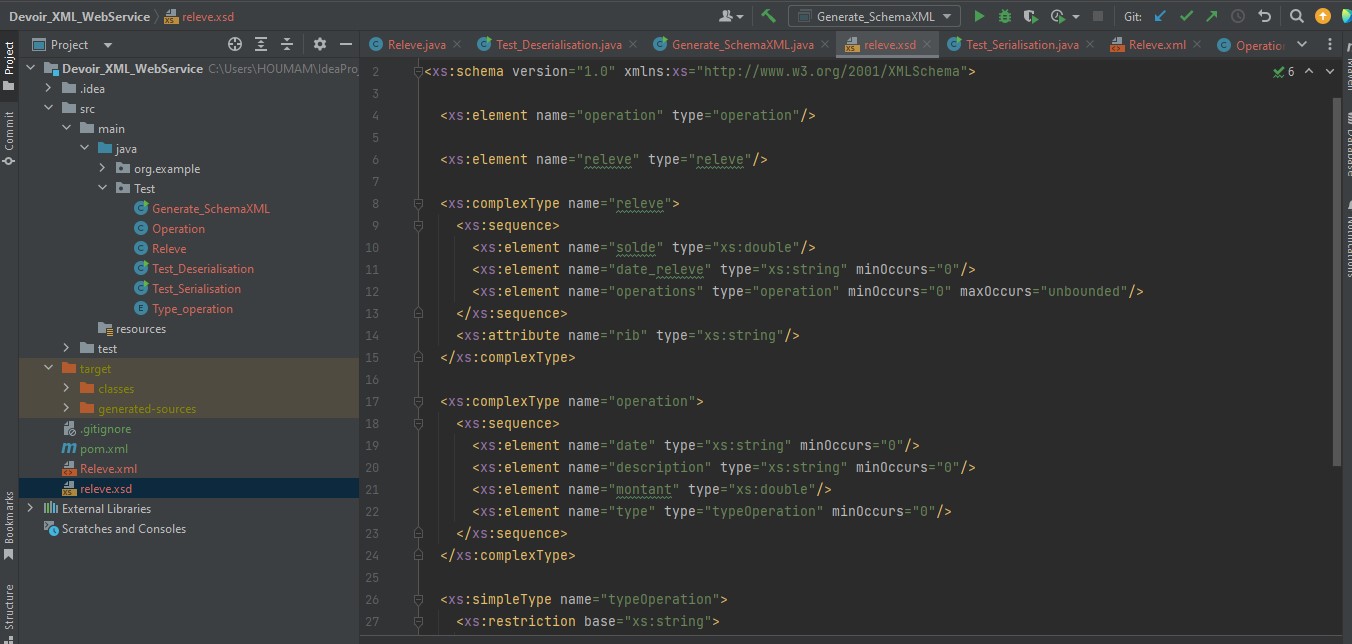 Devoir_XML_WebService releve.xsd Generate_SchemaXML Git:
Project Releve.java Test_Deserialisation.java Generate_SchemaXML.java releve.xsd Test_Serialisation.java Releve.xml Operatio
Project
Commit
Bookmarks
Structure
Devoir_XML_WebService C:\Users\HOUMAM\IdeaProj
.idea
src
main
java
org.example
Test
Generate_SchemaXML
Operation
Releve
Test_Deserialisation
Test_Serialisation
Type_operation
resources
test
target
classes
generated-sources
.gitignore
pom.xml
Releve.xml
releve.xsd
External Libraries
Scratches and Consoles
2 <xs:schema version="1.0" xmlns:xs="http://www.w3.org/2001/XMLSchema"> 6
3
4 <xs:element name="operation" type="operation"/>
5
6 <xs:element name="releve" type="releve"/>
7
8 <xs:complexType name="releve">
9 <xs:sequence>
10 <xs:element name="solde" type="xs:double"/>
11 <xs:element name="date_releve" type="xs:string" minOccurs="0"/>
12 <xs:element name="operations" type="operation" minOccurs="0" maxOccurs="unbounded"/>
13 </xs:sequence>
14 <xs:attribute name="rib" type="xs:string"/>
15 </xs:complexType>
16
17 <xs:complexType name="operation">
18 <xs:sequence>
19 <xs:element name="date" type="xs:string" minOccurs="0"/>
20 <xs:element name="description" type="xs:string" minOccurs="0"/>
21 <xs:element name="montant" type="xs:double"/>
22 <xs:element name="type" type="typeOperation" minOccurs="0"/>
23 </xs:sequence>
24 </xs:complexType>
25
26 <xs:simpleType name="typeOperation">
27 <xs:restriction base="xs:string">